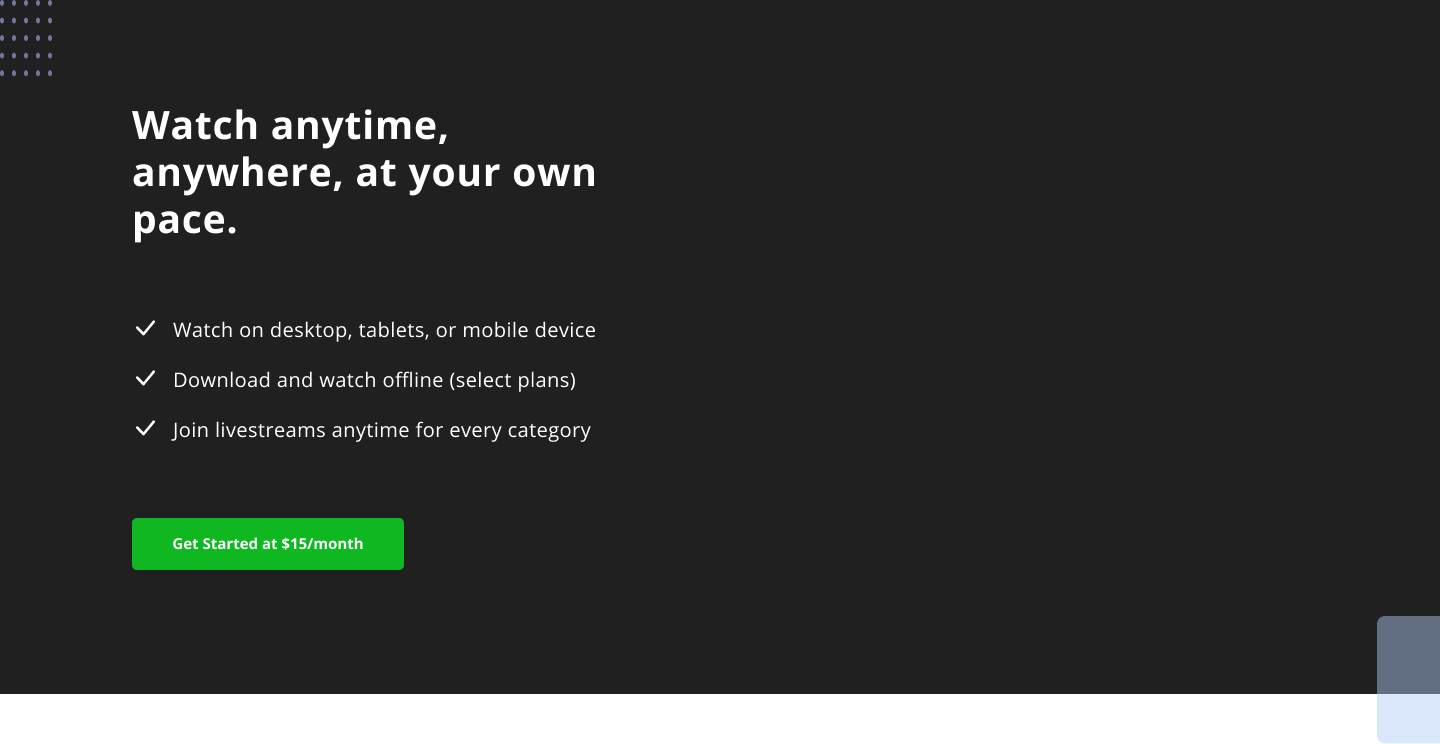 Watch anytime,
anywhere, at your own
pace.
Watch on desktop, tablets, or mobile device
Download and watch offline (select plans)
Join livestreams anytime for every category
Get Started at $15/month